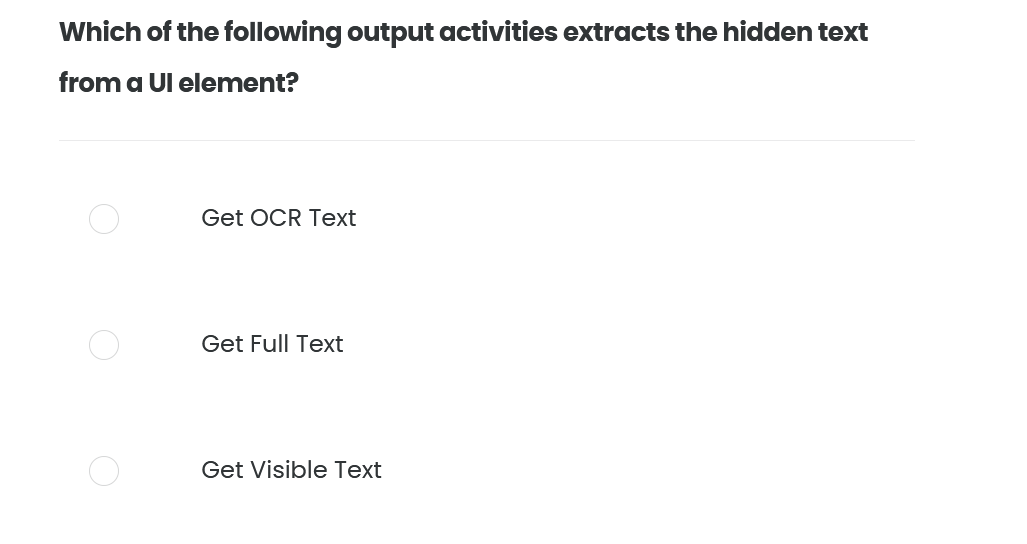 Which of the following output activities extracts the hidden text
from a UI element?
Get OCR Text
Get Full Text
Get Visible Text